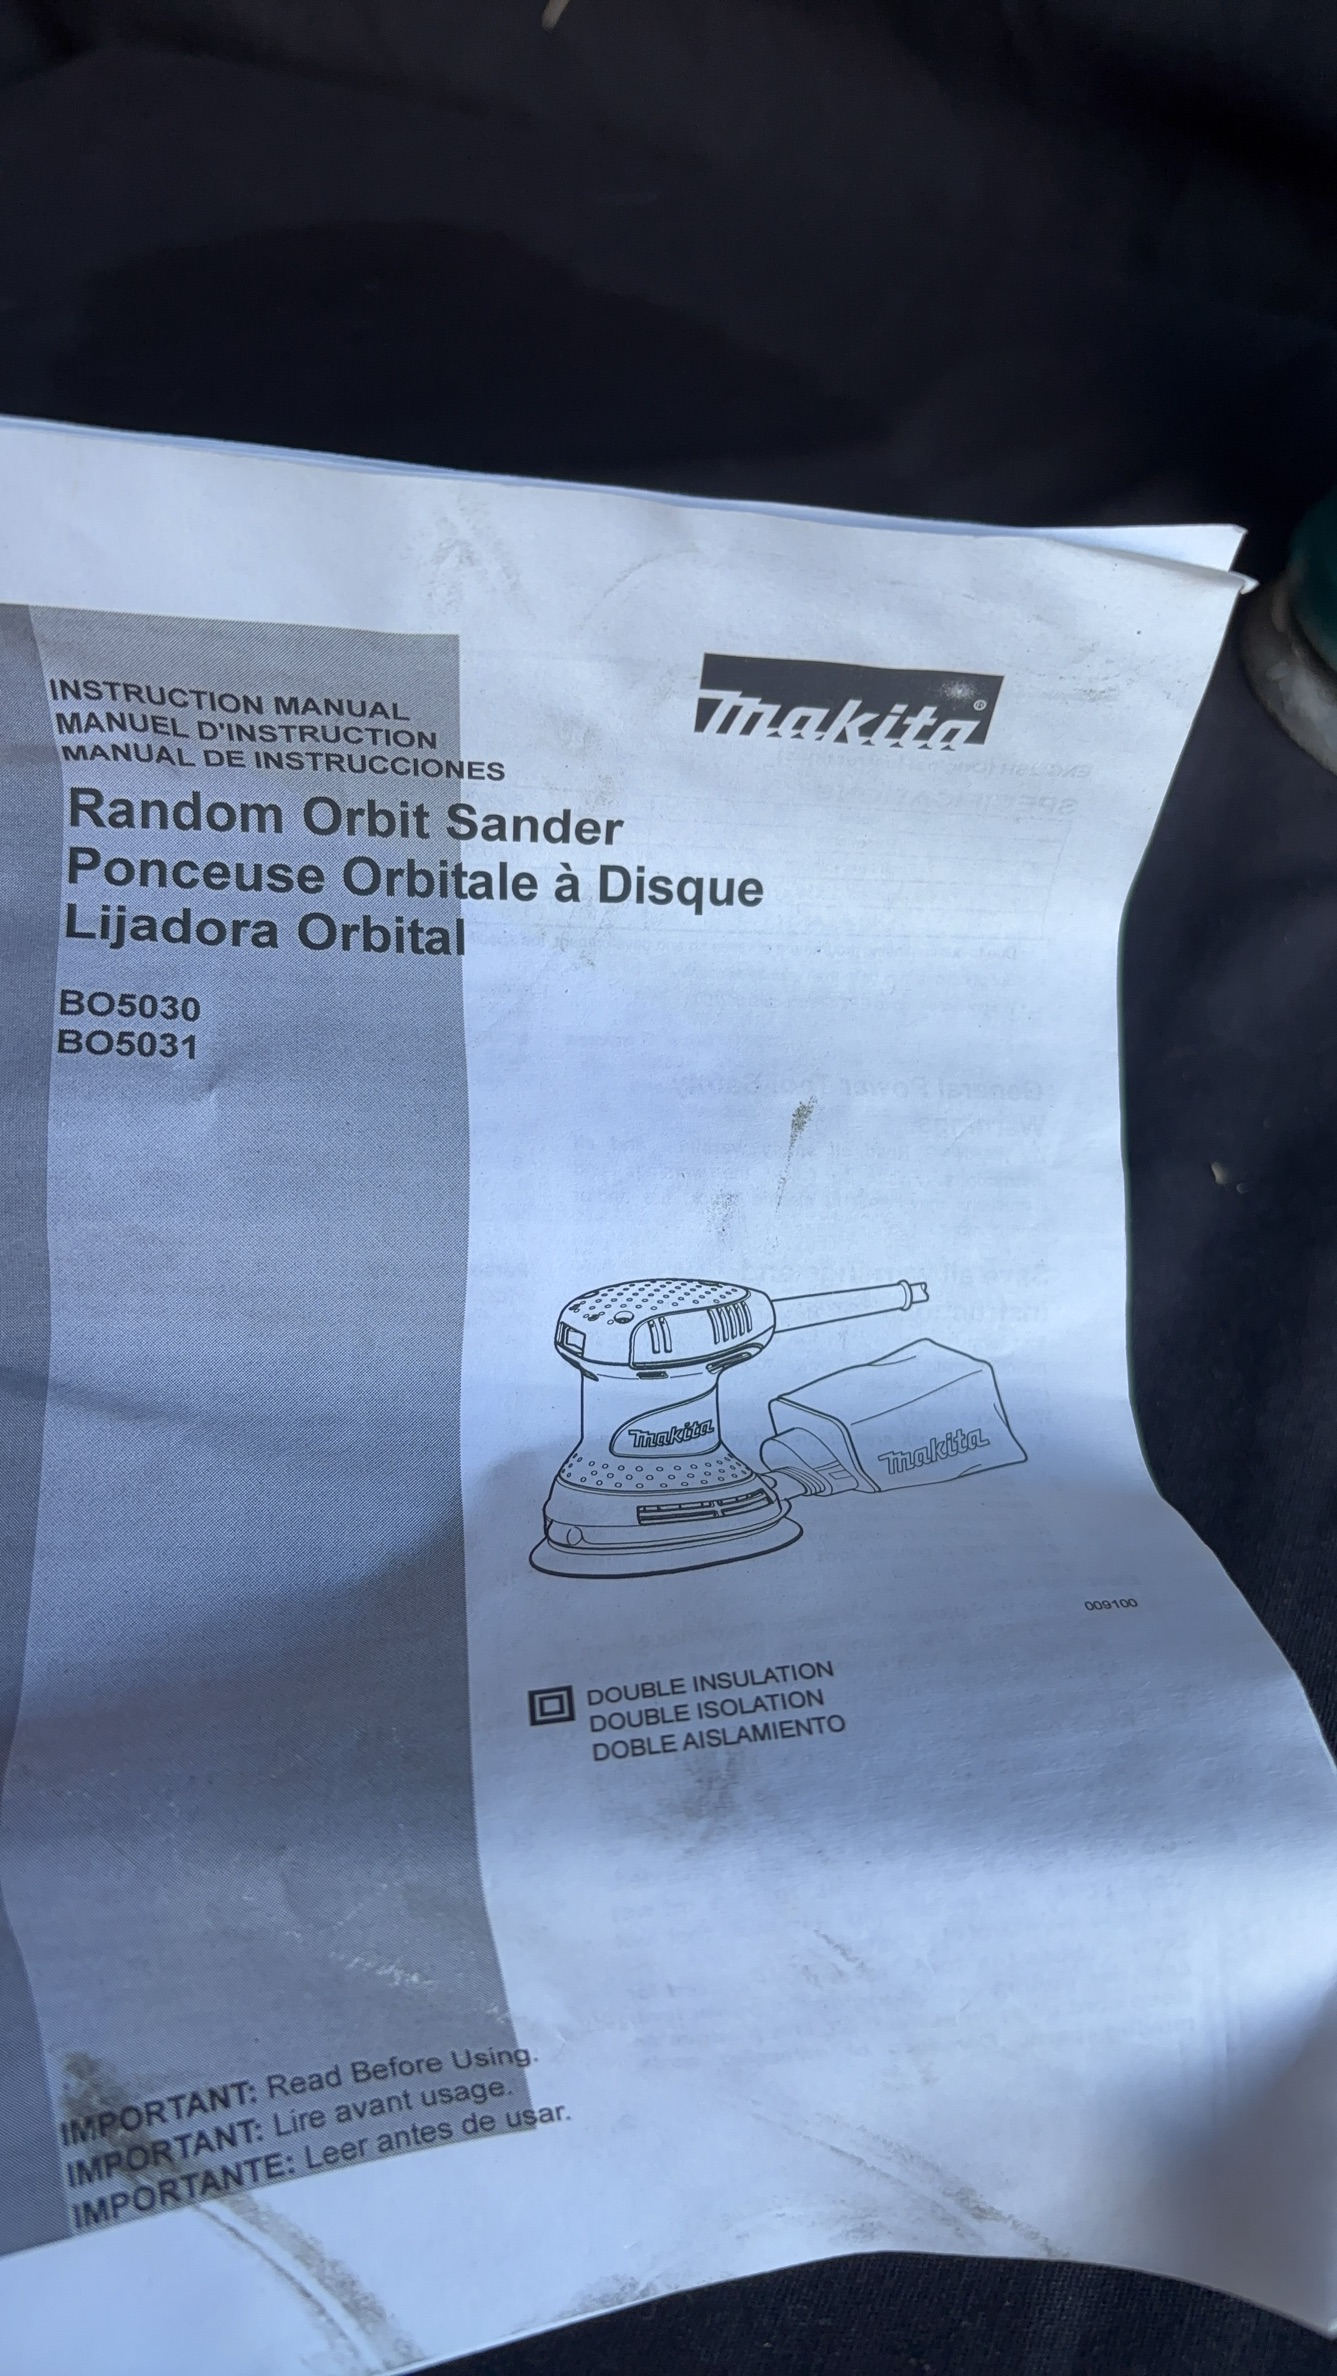 makita®
INSTRUCTION MANUAL
MANUEL D'INSTRUCTION
MANUAL DE INSTRUCCIONES
Random Orbit Sander
Ponceuse Orbitale à Disque
Lijadora Orbital
BO5030
BO5031
makita
makita
009100
DOUBLE INSULATION
DOUBLE ISOLATION
DOBLE AISLAMIENTO
IMPORTANT: Read Before Using.
IMPORTANT: Lire avant usage.
IMPORTANTE: Leer antes de usar.